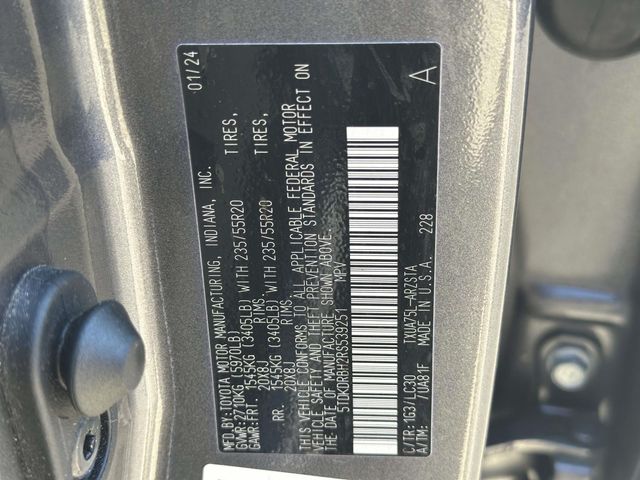 MFD.BY:TOYOTA MOTOR MANUFACTURING, INDIANA, INC. 01/24
GVWR:2710KG (5970LB)
GAWR:FRT. 1545KG (3405LB) WITH 235/55R20 TIRES,
20X8J RIMS,
RR. 1545KG (3405LB) WITH 235/55R20 TIRES,
20X8J RIMS,
THIS VEHICLE CONFORMS TO ALL APPLICABLE FEDERAL MOTOR
VEHICLE SAFETY AND THEFT-PREVENTION STANDARDS IN EFFECT ON
THE DATE OF MANUFACTURE SHOWN ABOVE.
5TDKDRBH2RS539251 MPV
C/TR:1G3/LC30 TXUA75L-ARZSTA
A/TM: /UA81F MADE IN U.S.A. 228
A